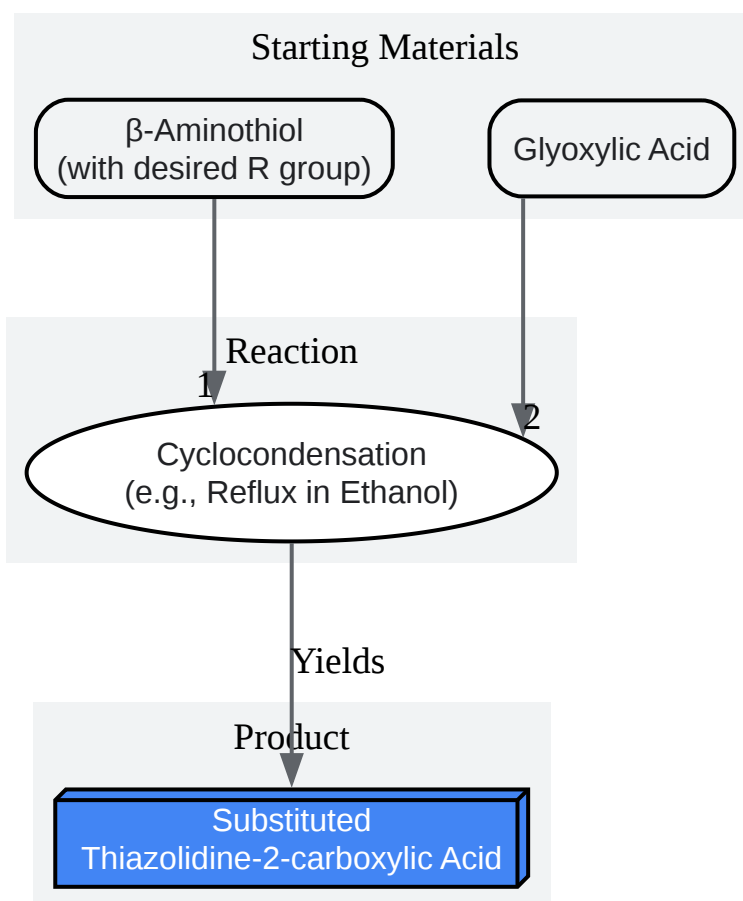 Starting Materials
β-Aminothiol
(with desired R group)
Glyoxylic Acid
Reaction
1
2
Cyclocondensation
(e.g., Reflux in Ethanol)
Yields
Product
Substituted
Thiazolidine-2-carboxylic Acid